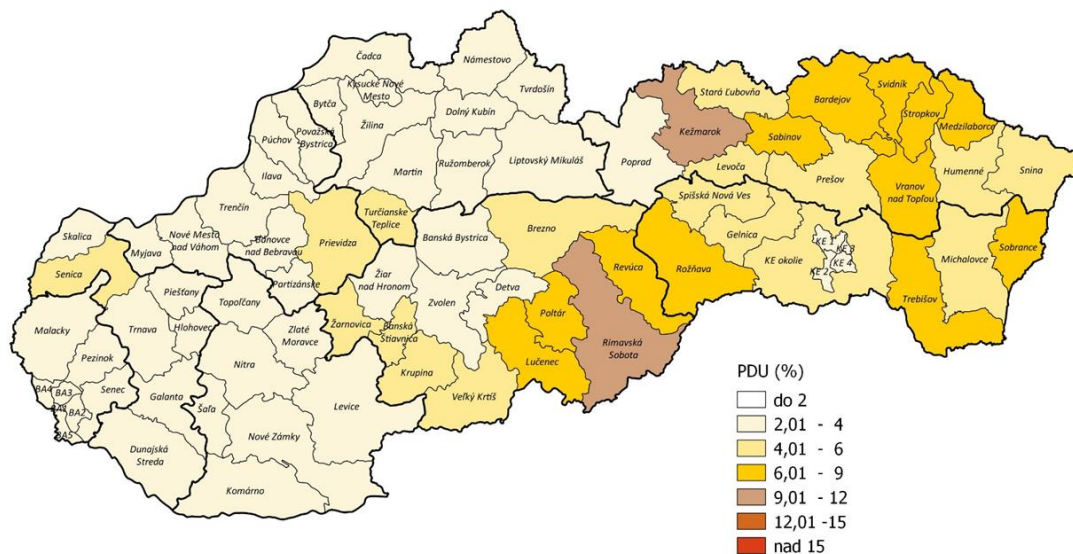 Čadca
Námestovo
Kysucké Nové
Mesto
Tvrdošín
Bytča
Dolný Kubín
Púchov
Považská
Bystrica
Žilina
Ružomberok
Liptovský Mikuláš
Martin
Ilava
Trenčín
Poprad
Kežmarok
Stará Ľubovňa
Bardejov
Svidník
Stropkov
Medzilaborce
Sabinov
Levoča
Prešov
Humenné
Snina
Vranov
nad Topľou
Spišská Nová Ves
Gelnica
KE okolie
KE 1
KE 3
KE 4
KE 2
Michalovce
Sobrance
Trebišov
Rožňava
Skalica
Senica
Myjava
Nové Mesto
nad Váhom
Bánovce
nad Bebravou
Prievidza
Turčianske
Teplice
Banská Bystrica
Brezno
Revúca
Partizánske
Žiar
nad Hronom
Zvolen
Detva
Poltár
Rimavská
Sobota
Lučenec
Piešťany
Topoľčany
Žarnovica
Banská
Štiavnica
Krupina
Veľký Krtíš
Malacky
Trnava
Hlohovec
Zlaté
Moravce
Nitra
Pezinok
Senec
Galanta
Šaľa
Levice
BA4
BA3
BA1
BA2
BA5
Nové Zámky
Dunajská
Streda
Komárno
PDU (%)
do 2
2,01 - 4
4,01 - 6
6,01 - 9
9,01 - 12
12,01 -15
nad 15